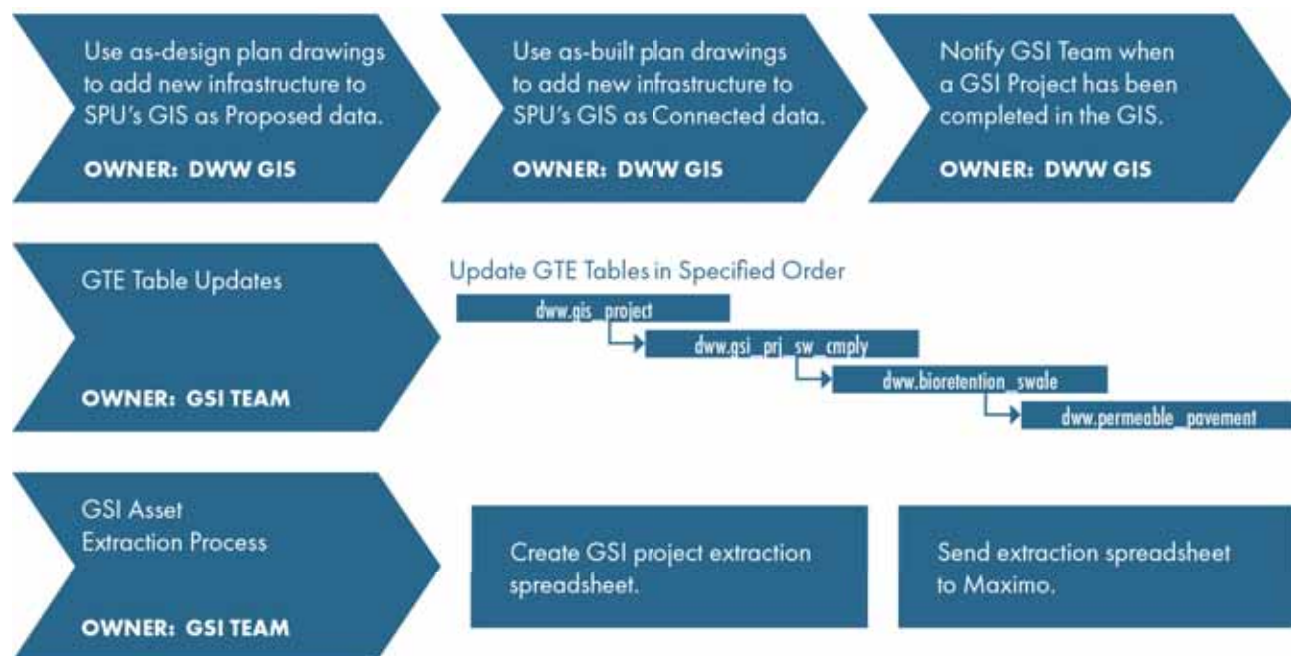 Use as-design plan drawings
to add new infrastructure to
SPU's GIS as Proposed data.
OWNER: DWW GIS
Use as-built plan drawings
to add new infrastructure to
SPU's GIS as Connected data.
OWNER: DWW GIS
Notify GSI Team when
a GSI Project has been
completed in the GIS.
OWNER: DWW GIS
GTE Table Updates
OWNER: GSI TEAM
Update GTE Tables in Specified Order
dww.gis_project
dww.gsi_prj_sw_cmply
dww.bioretention_swale
dww.permeable_pavement
GSI Asset
Extraction Process
OWNER: GSI TEAM
Create GSI project extraction
spreadsheet.
Send extraction spreadsheet
to Maximo.